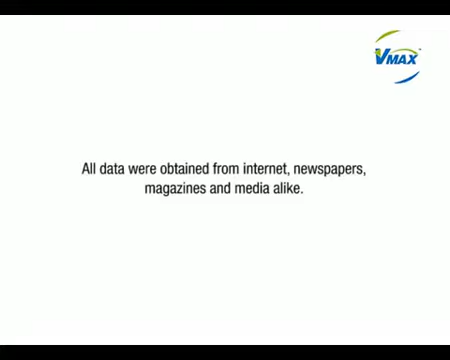 VMAX
All data were obtained from internet, newspapers,
magazines and media alike.